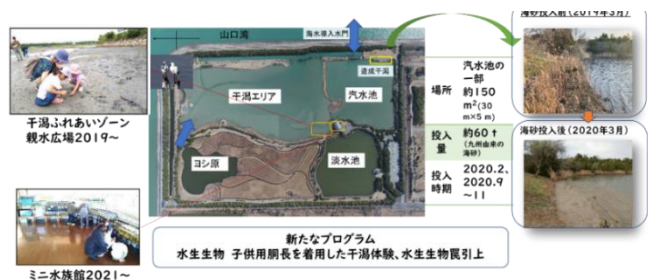 山口湾
海水導入水門
造成干潟
干潟エリア
汽水池
ヨシ原
淡水池
干潟ふれあいゾーン
親水広場2019～
ミニ水族館2021～
場所
汽水池の
一部
約150
m²(30
m×5 m)
投入
量
約60 t
(九州由来の
海砂)
投入
時期
2020.2、
2020.9
～11
海砂投入前(2019年3月)
海砂投入後(2020年3月)
新たなプログラム
水生生物 子供用胴長を着用した干潟体験、水生生物罠引上